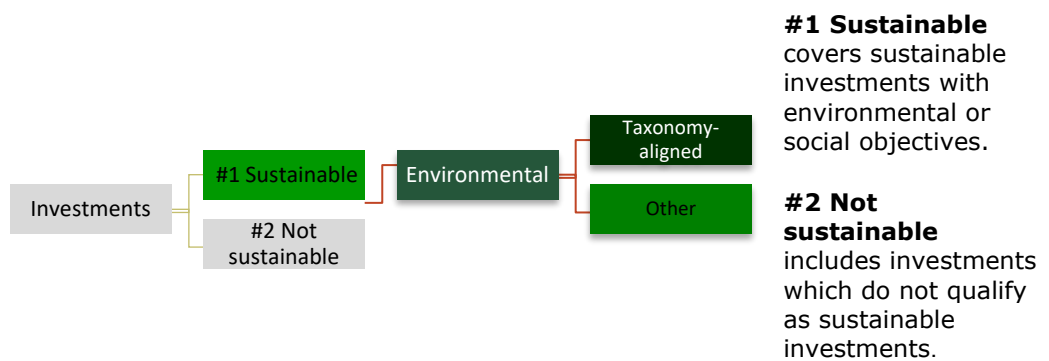 Investments
#1 Sustainable
#2 Not
sustainable
Environmental
Taxonomy-
aligned
Other
#1 Sustainable
covers sustainable
investments with
environmental or
social objectives.
#2 Not
sustainable
includes investments
which do not qualify
as sustainable
investments.